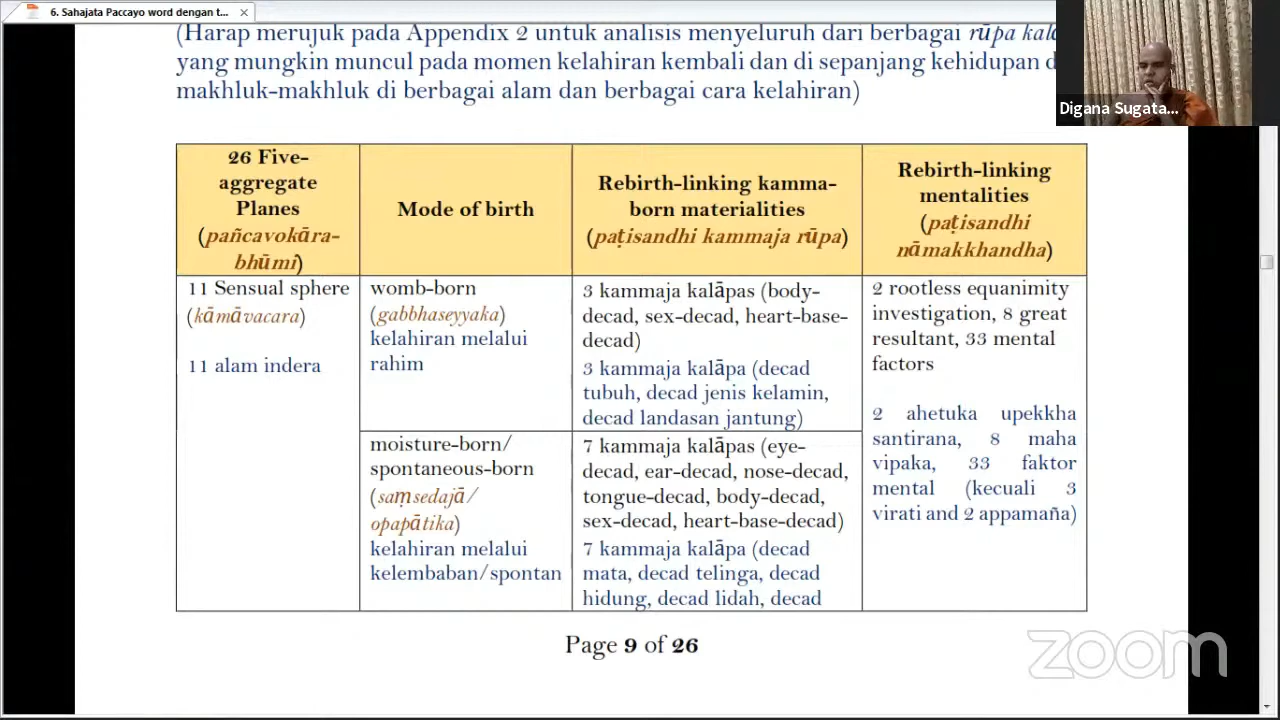 6. Sahajata Paccayo word dengan t...
(Harap merujuk pada Appendix 2 untuk analisis menyeluruh dari berbagai rūpa
yang mungkin muncul pada momen kelahiran kembali dan di sepanjang kehidupan
makhluk-makhluk di berbagai alam dan berbagai cara kelahiran)
Digana Sugata...
26 Five-
aggregate
Planes
(pañcavokāra-
bhūmi)
Mode of birth
Rebirth-linking kamma-
born materialities
(paṭisandhi kammaja rūpa)
Rebirth-linking
mentalities
(paṭisandhi
nāmakkhandha)
11 Sensual sphere
(kāmāvacara)
11 alam indera
womb-born
(gabbhaseyyaka)
kelahiran melalui
rahim
3 kammaja kalāpas (body-
decad, sex-decad, heart-base-
decad)
3 kammaja kalāpa (decad
tubuh, decad jenis kelamin,
decad landasan jantung)
2 rootless equanimity
investigation, 8 great
resultant, 33 mental
factors
2 ahetuka upekkha
santirana, 8 maha
vipaka, 33 faktor
mental (kecuali 3
virati and 2 appamaña)
moisture-born/
spontaneous-born
(saṃsedajā/
opapātika)
kelahiran melalui
kelembaban/spontan
7 kammaja kalāpas (eye-
decad, ear-decad, nose-decad,
tongue-decad, body-decad,
sex-decad, heart-base-decad)
7 kammaja kalāpa (decad
mata, decad telinga, decad
hidung, decad lidah, decad
Page 9 of 26
zoom